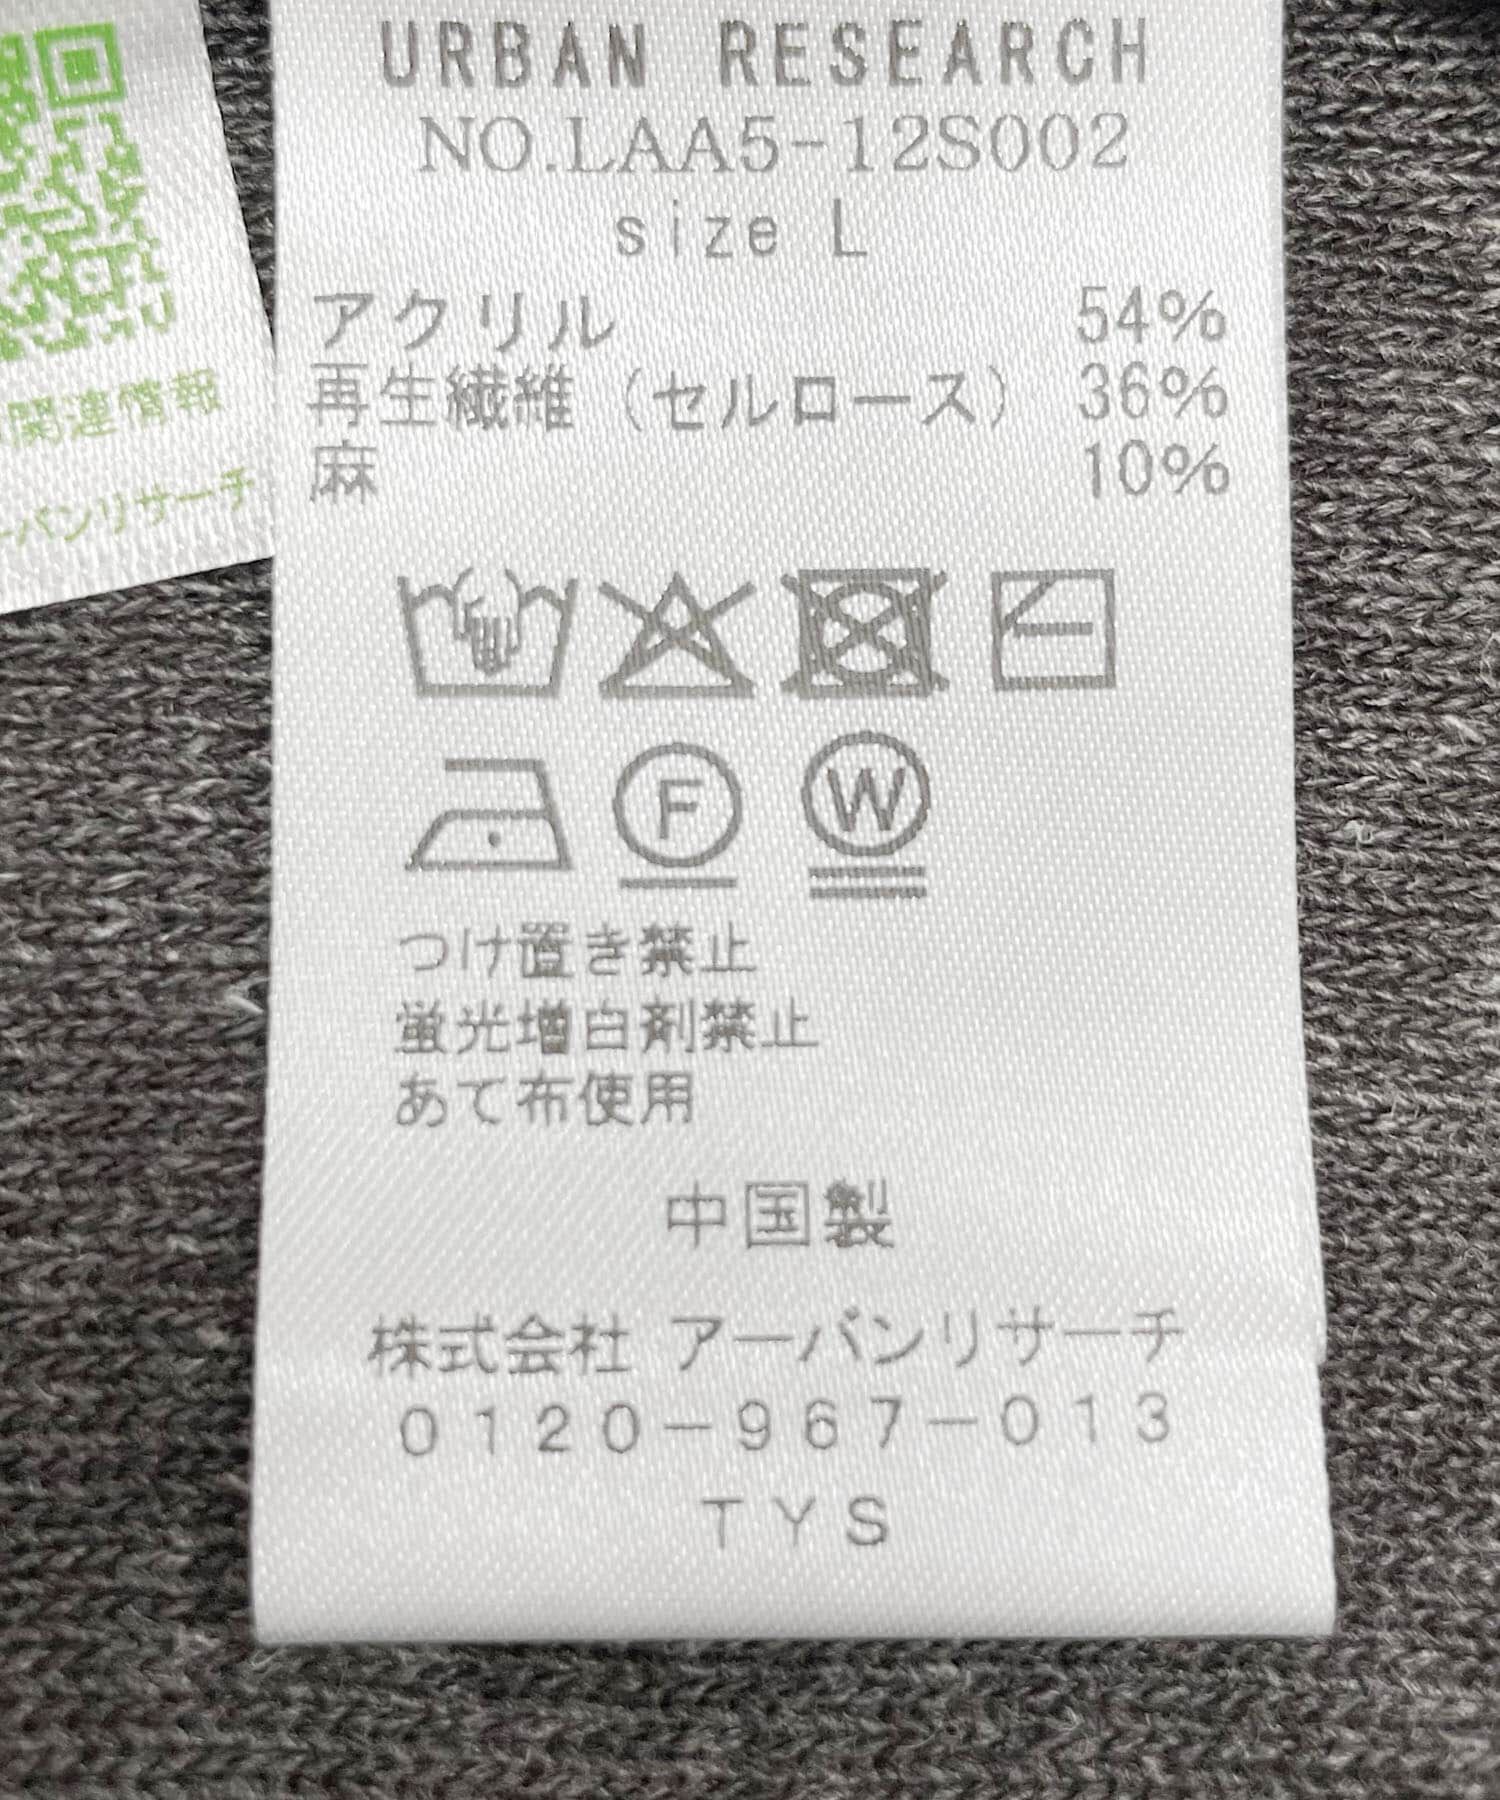 URBAN RESEARCH
NO.LAA5-12S002
size L
アクリル 54%
再生繊維（セルロース） 36%
麻 10%
F
W
つけ置き禁止
蛍光増白剤禁止
あて布使用
中国製
株式会社 アーバンリサーチ
0120-967-013
TYS
関連情報
ーバンリサーチ